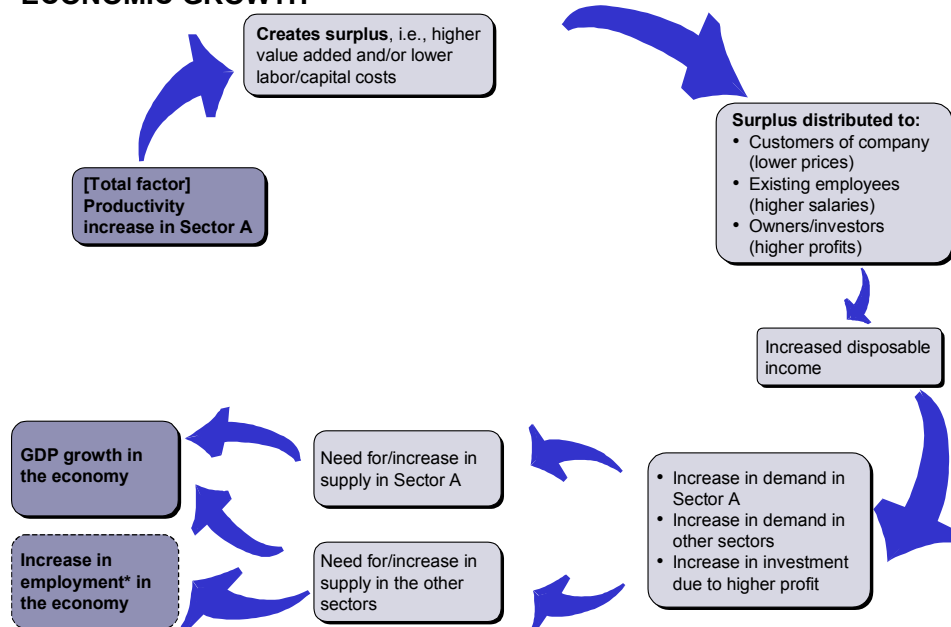 ECONOMIC GROWTH
Creates surplus, i.e., higher
value added and/or lower
labor/capital costs
Surplus distributed to:
• Customers of company
(lower prices)
• Existing employees
(higher salaries)
• Owners/investors
(higher profits)
[Total factor]
Productivity
increase in Sector A
Increased disposable
income
GDP growth in
the economy
Need for/increase in
supply in Sector A
• Increase in demand in
Sector A
• Increase in demand in
other sectors
• Increase in investment
due to higher profit
Increase in
employment* in
the economy
Need for/increase in
supply in the other
sectors